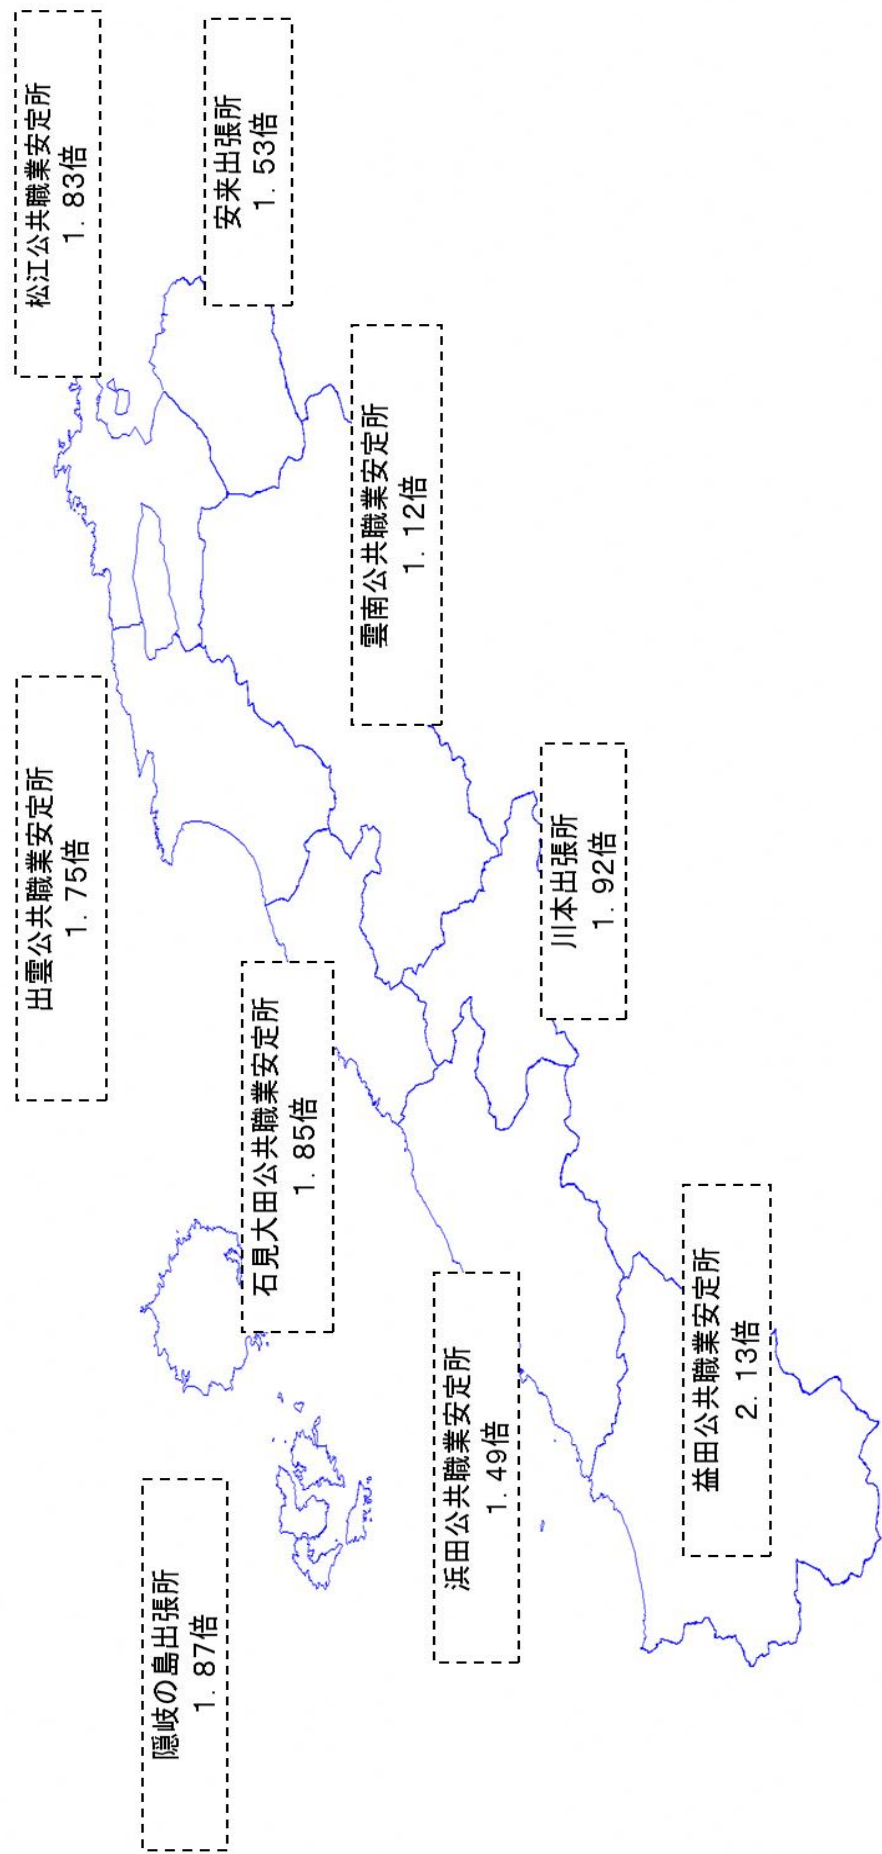 松江公共職業安定所
1.83倍
安来出張所
1.53倍
出雲公共職業安定所
1.75倍
雲南公共職業安定所
1.12倍
石見大田公共職業安定所
1.85倍
川本出張所
1.92倍
隠岐の島出張所
1.87倍
浜田公共職業安定所
1.49倍
益田公共職業安定所
2.13倍